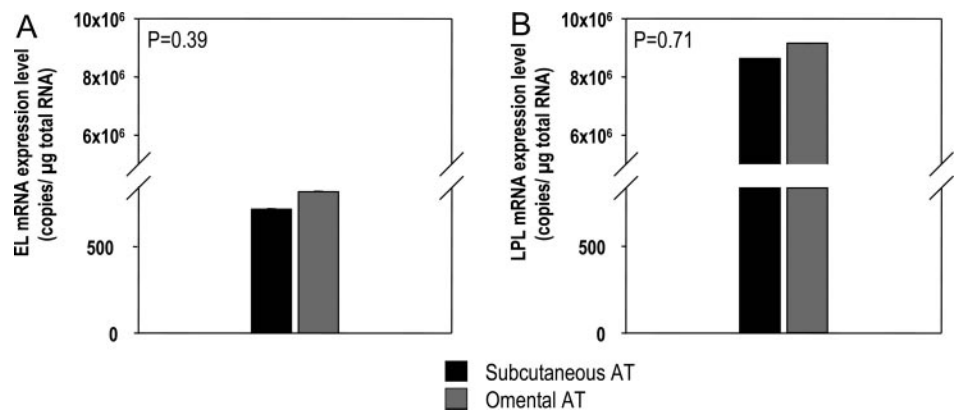 A
EL mRNA expression level
(copies/ µg total RNA)
10x10⁶
8x10⁶
6x10⁶
500
0
P=0.39
B
LPL mRNA expression level
(copies/ µg total RNA)
10x10⁶
8x10⁶
6x10⁶
500
0
P=0.71
Subcutaneous AT
Omental AT